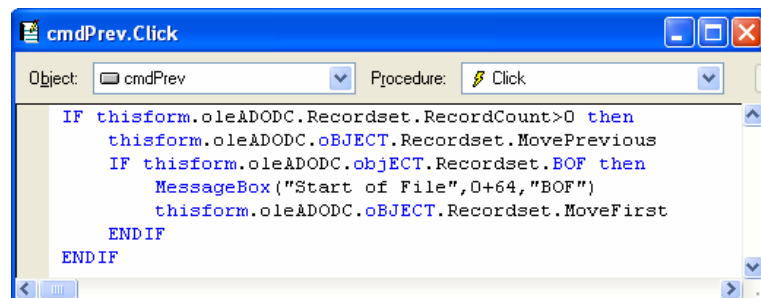 cmdPrev.Click
Object: cmdPrev Procedure: Click
IF thisform.oleADODC.Recordset.RecordCount>0 then
thisform.oleADODC.oBJECT.Recordset.MovePrevious
IF thisform.oleADODC.objECT.Recordset.BOF then
MessageBox("Start of File",0+64,"BOF")
thisform.oleADODC.oBJECT.Recordset.MoveFirst
ENDIF
ENDIF